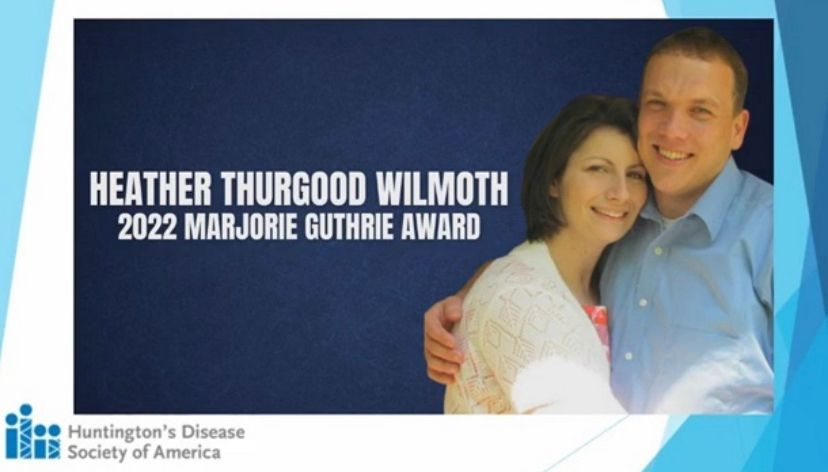 HEATHER THURGOOD WILMOTH
2022 MARJORIE GUTHRIE AWARD
Huntington's Disease
Society of America